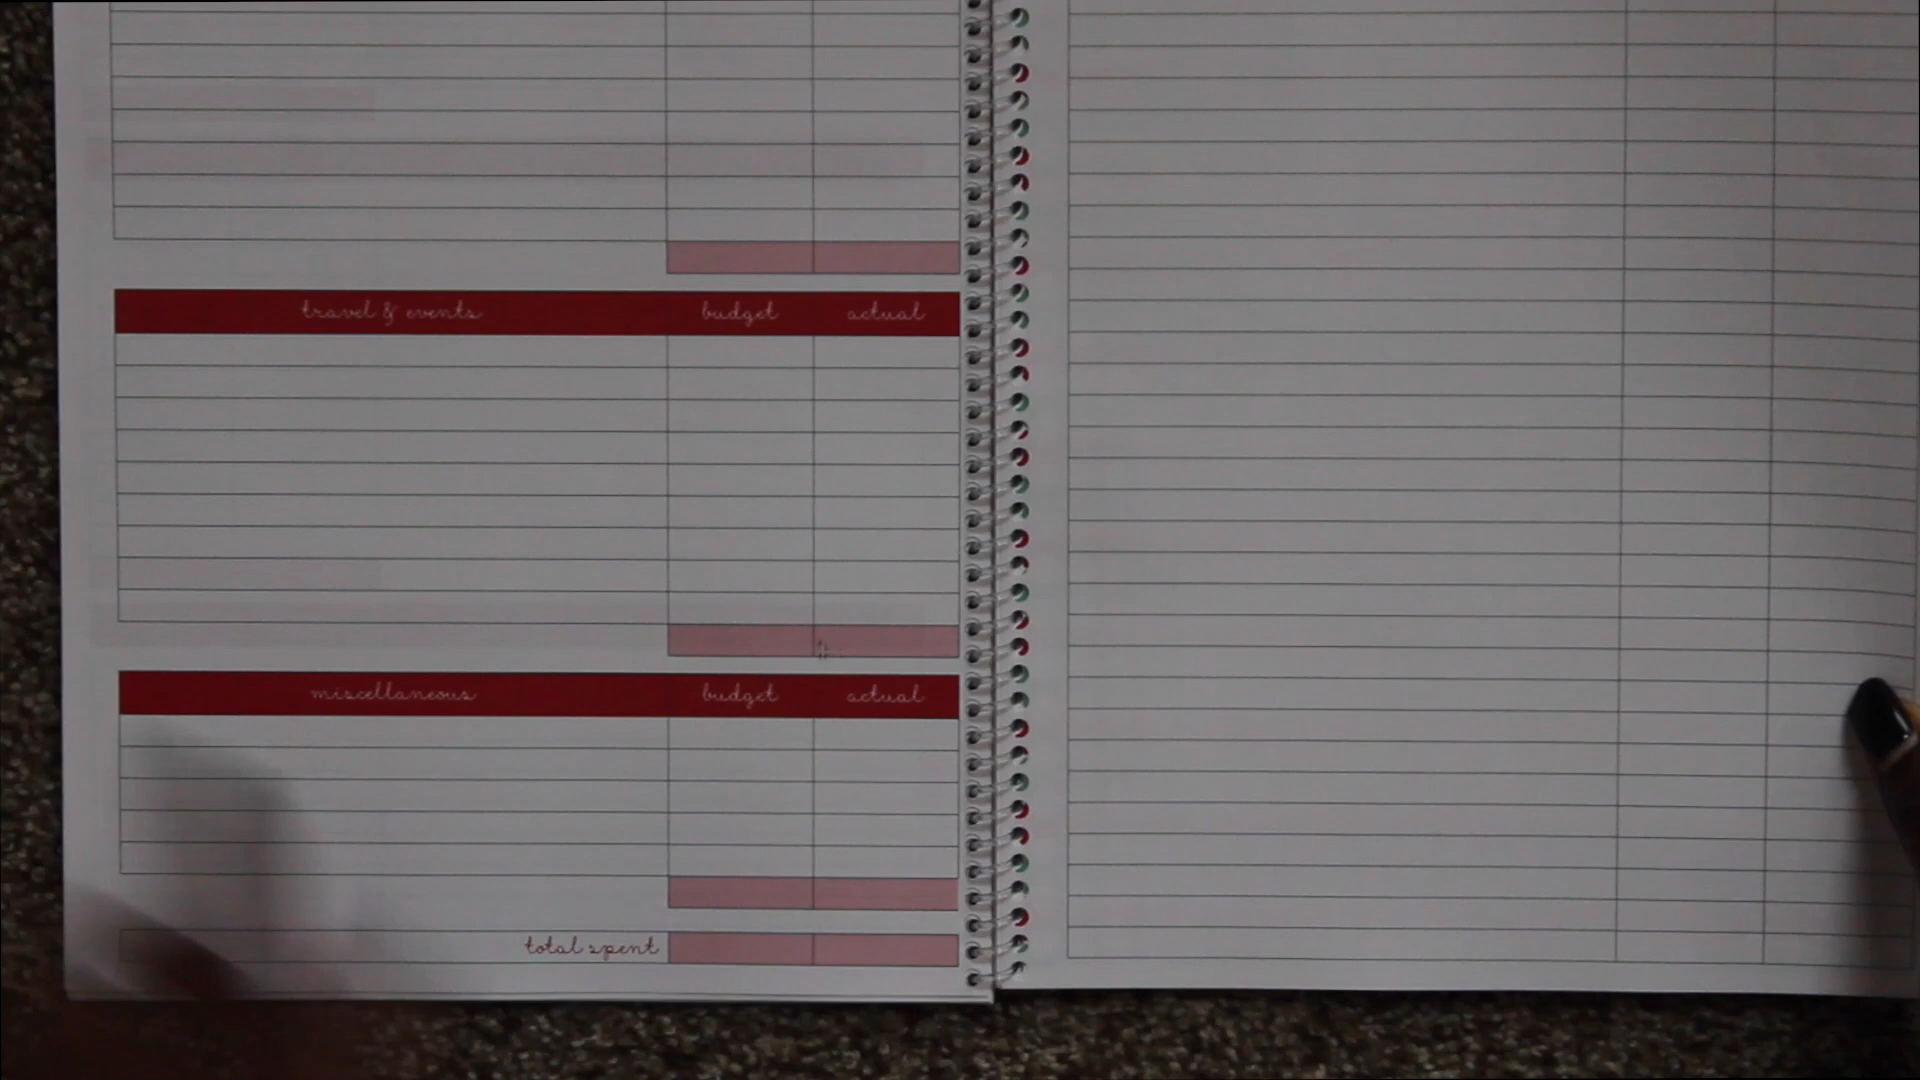 travel & events budget actual
miscellaneous budget actual
total spent